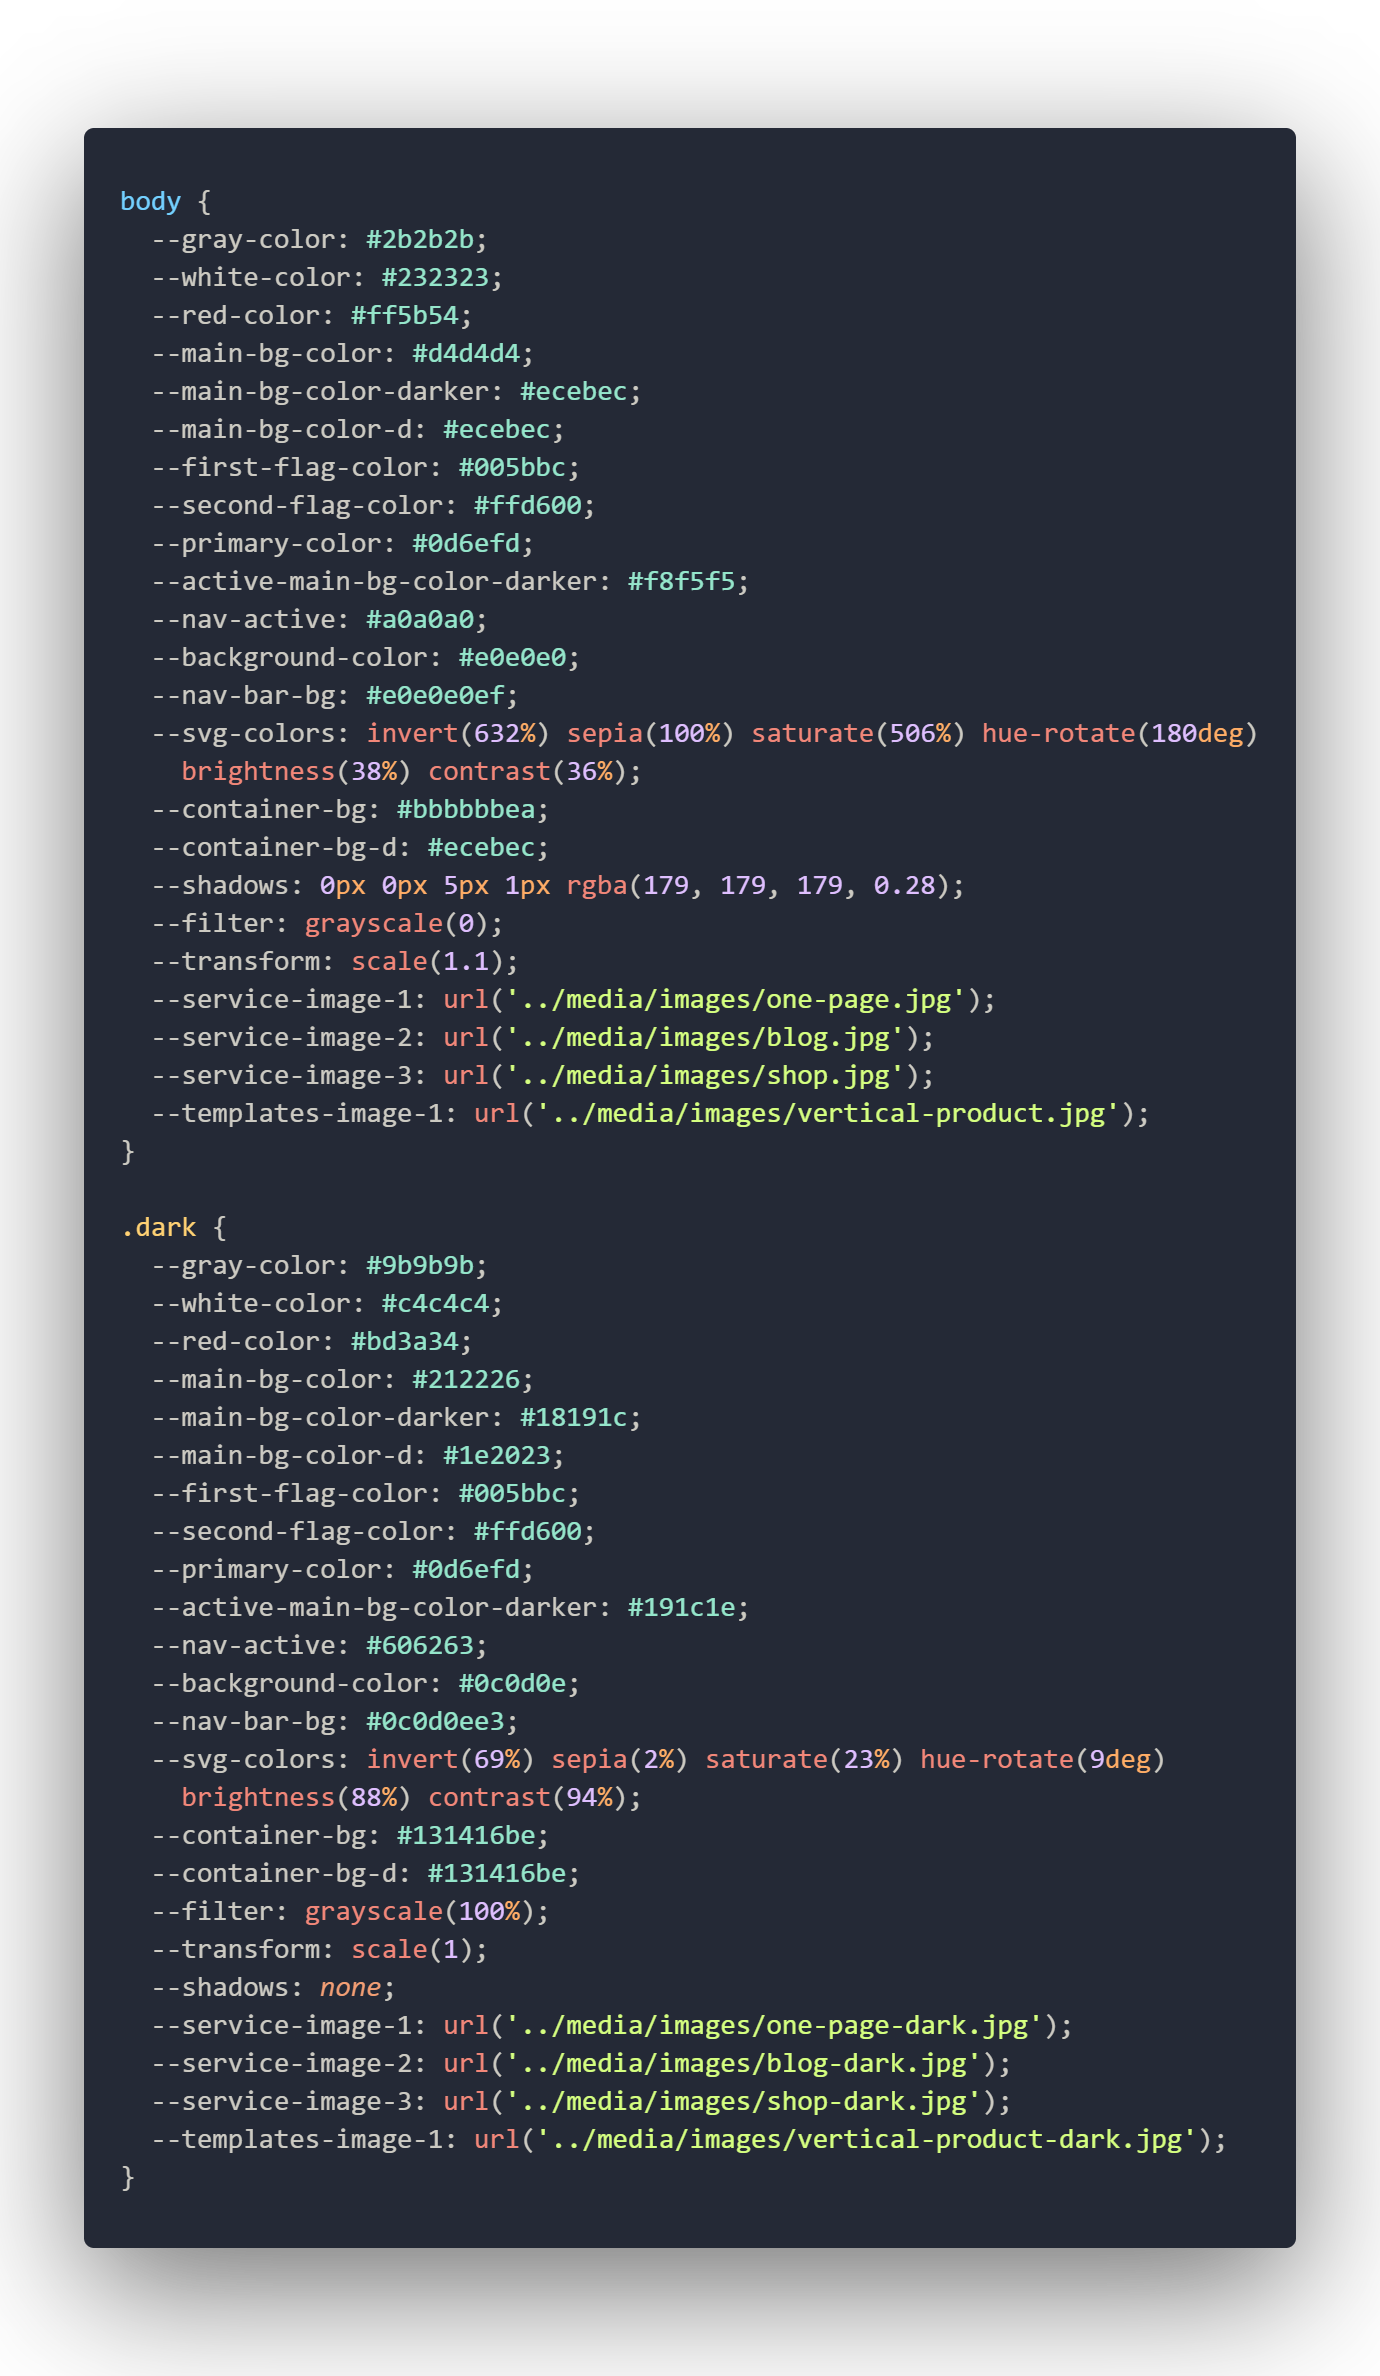 body {
  --gray-color: #2b2b2b;
  --white-color: #232323;
  --red-color: #ff5b54;
  --main-bg-color: #d4d4d4;
  --main-bg-color-darker: #ecebec;
  --main-bg-color-d: #ecebec;
  --first-flag-color: #005bbc;
  --second-flag-color: #ffd600;
  --primary-color: #0d6efd;
  --active-main-bg-color-darker: #f8f5f5;
  --nav-active: #a0a0a0;
  --background-color: #e0e0e0;
  --nav-bar-bg: #e0e0e0ef;
  --svg-colors: invert(632%) sepia(100%) saturate(506%) hue-rotate(180deg)
    brightness(38%) contrast(36%);
  --container-bg: #bbbbbbea;
  --container-bg-d: #ecebec;
  --shadows: 0px 0px 5px 1px rgba(179, 179, 179, 0.28);
  --filter: grayscale(0);
  --transform: scale(1.1);
  --service-image-1: url('../media/images/one-page.jpg');
  --service-image-2: url('../media/images/blog.jpg');
  --service-image-3: url('../media/images/shop.jpg');
  --templates-image-1: url('../media/images/vertical-product.jpg');
}

.dark {
  --gray-color: #9b9b9b;
  --white-color: #c4c4c4;
  --red-color: #bd3a34;
  --main-bg-color: #212226;
  --main-bg-color-darker: #18191c;
  --main-bg-color-d: #1e2023;
  --first-flag-color: #005bbc;
  --second-flag-color: #ffd600;
  --primary-color: #0d6efd;
  --active-main-bg-color-darker: #191c1e;
  --nav-active: #606263;
  --background-color: #0c0d0e;
  --nav-bar-bg: #0c0d0ee3;
  --svg-colors: invert(69%) sepia(2%) saturate(23%) hue-rotate(9deg)
    brightness(88%) contrast(94%);
  --container-bg: #131416be;
  --container-bg-d: #131416be;
  --filter: grayscale(100%);
  --transform: scale(1);
  --shadows: none;
  --service-image-1: url('../media/images/one-page-dark.jpg');
  --service-image-2: url('../media/images/blog-dark.jpg');
  --service-image-3: url('../media/images/shop-dark.jpg');
  --templates-image-1: url('../media/images/vertical-product-dark.jpg');
}